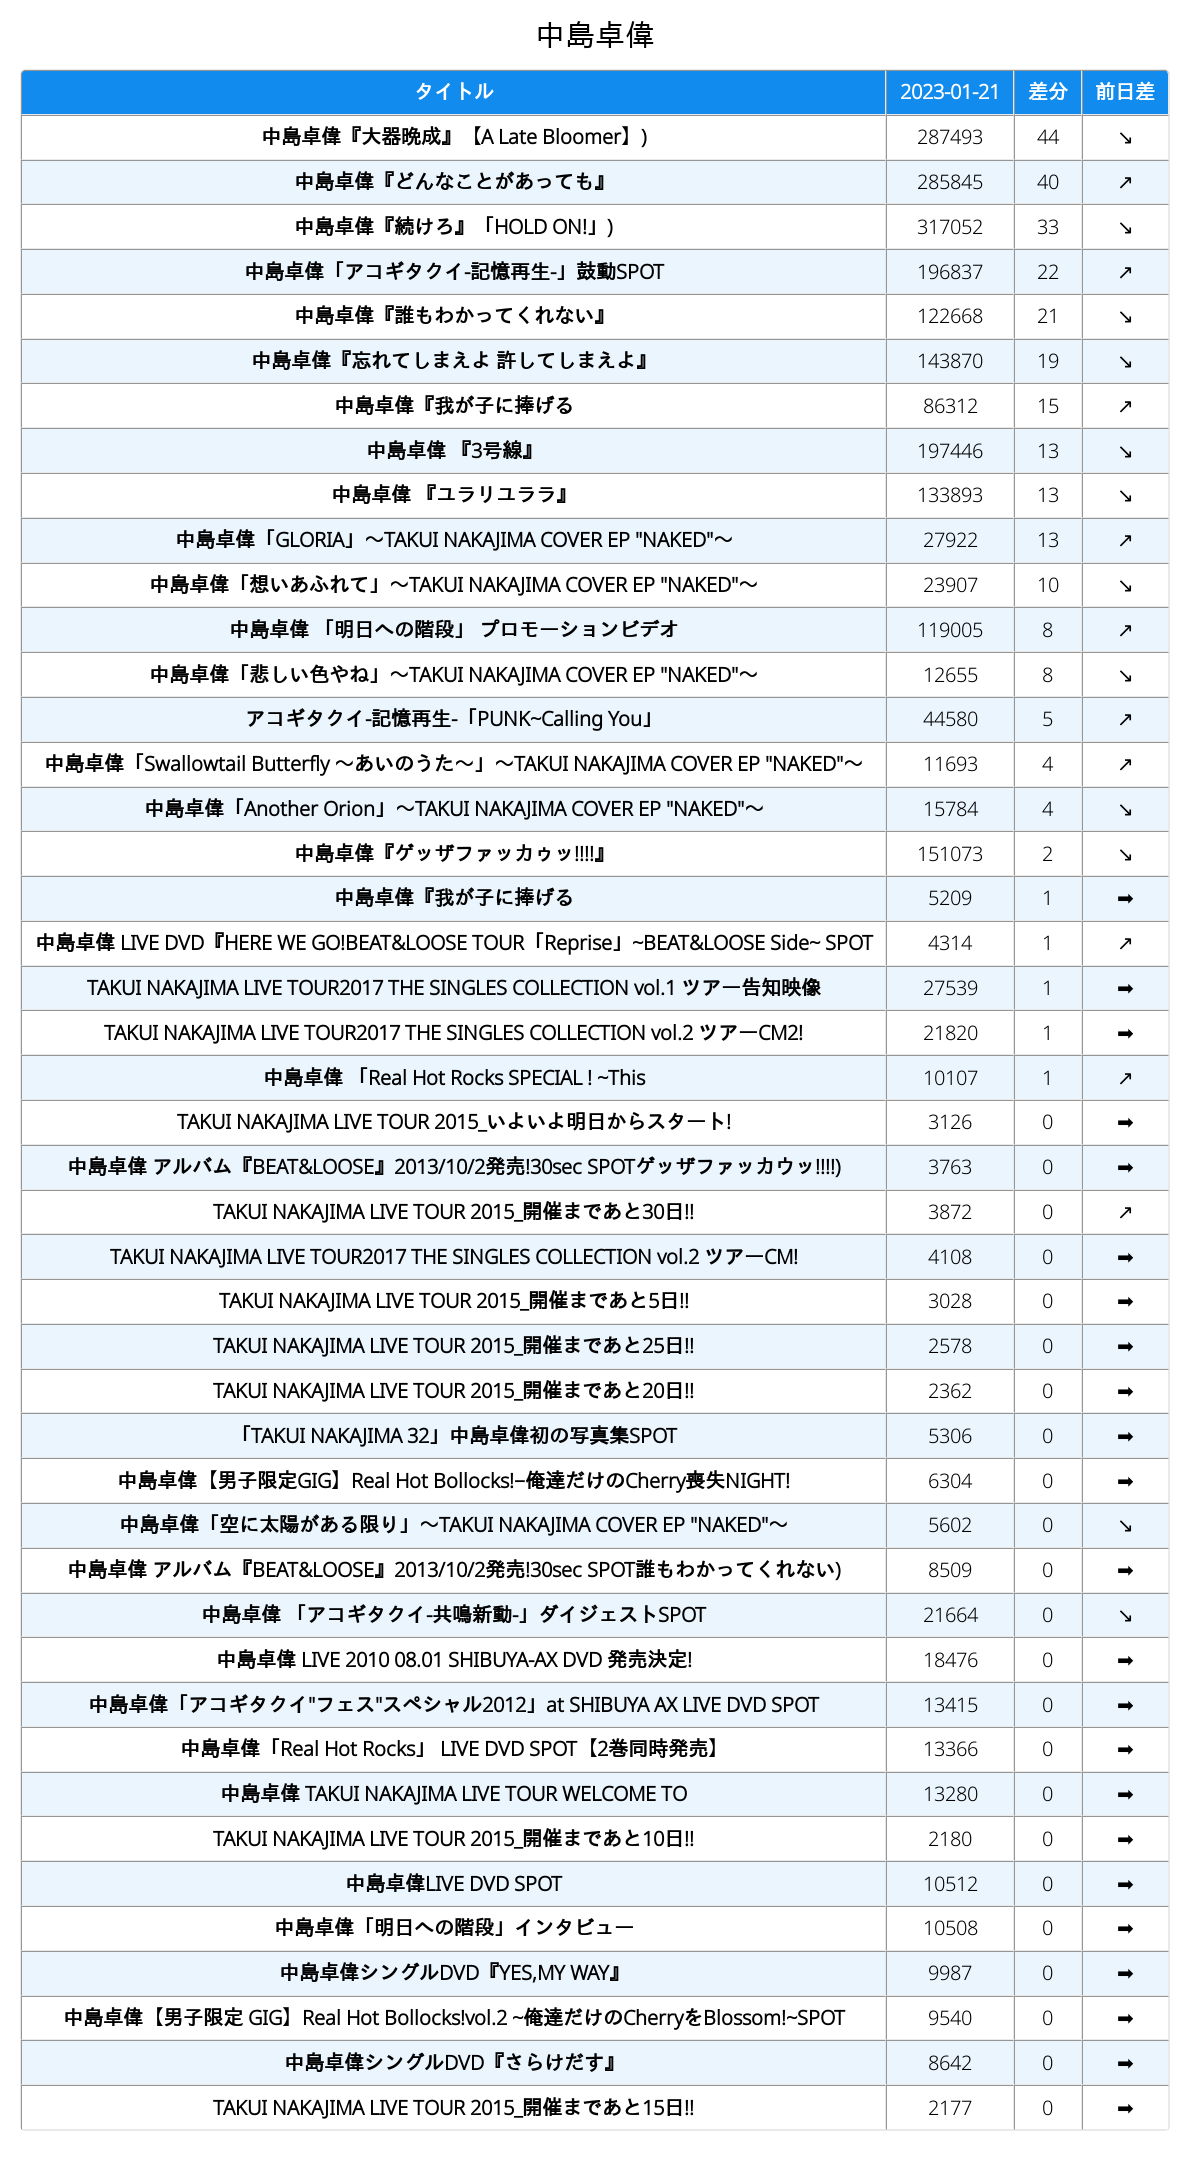 中島卓偉
タイトル 2023-01-21 差分 前日差
中島卓偉『大器晩成』【A Late Bloomer】) 287493 44 ↘
中島卓偉『どんなことがあっても』 285845 40 ↗
中島卓偉『続けろ』「HOLD ON!」) 317052 33 ↘
中島卓偉「アコギタクイ-記憶再生-」鼓動SPOT 196837 22 ↗
中島卓偉『誰もわかってくれない』 122668 21 ↘
中島卓偉『忘れてしまえよ 許してしまえよ』 143870 19 ↘
中島卓偉『我が子に捧げる 86312 15 ↗
中島卓偉 『3号線』 197446 13 ↘
中島卓偉 『ユラリユララ』 133893 13 ↘
中島卓偉「GLORIA」〜TAKUI NAKAJIMA COVER EP "NAKED"〜 27922 13 ↗
中島卓偉「想いあふれて」〜TAKUI NAKAJIMA COVER EP "NAKED"〜 23907 10 ↘
中島卓偉 「明日への階段」 プロモーションビデオ 119005 8 ↗
中島卓偉「悲しい色やね」〜TAKUI NAKAJIMA COVER EP "NAKED"〜 12655 8 ↘
アコギタクイ-記憶再生-「PUNK~Calling You」 44580 5 ↗
中島卓偉「Swallowtail Butterfly 〜あいのうた〜」〜TAKUI NAKAJIMA COVER EP "NAKED"〜 11693 4 ↗
中島卓偉「Another Orion」〜TAKUI NAKAJIMA COVER EP "NAKED"〜 15784 4 ↘
中島卓偉『ゲッザファッカゥッ!!!!』 151073 2 ↘
中島卓偉『我が子に捧げる 5209 1 ➡
中島卓偉 LIVE DVD『HERE WE GO!BEAT&LOOSE TOUR「Reprise」~BEAT&LOOSE Side~ SPOT 4314 1 ↗
TAKUI NAKAJIMA LIVE TOUR2017 THE SINGLES COLLECTION vol.1 ツアー告知映像 27539 1 ➡
TAKUI NAKAJIMA LIVE TOUR2017 THE SINGLES COLLECTION vol.2 ツアーCM2! 21820 1 ➡
中島卓偉 「Real Hot Rocks SPECIAL ! ~This 10107 1 ↗
TAKUI NAKAJIMA LIVE TOUR 2015_いよいよ明日からスタート! 3126 0 ➡
中島卓偉 アルバム『BEAT&LOOSE』2013/10/2発売!30sec SPOTゲッザファッカウッ!!!!) 3763 0 ➡
TAKUI NAKAJIMA LIVE TOUR 2015_開催まであと30日!! 3872 0 ↗
TAKUI NAKAJIMA LIVE TOUR2017 THE SINGLES COLLECTION vol.2 ツアーCM! 4108 0 ➡
TAKUI NAKAJIMA LIVE TOUR 2015_開催まであと5日!! 3028 0 ➡
TAKUI NAKAJIMA LIVE TOUR 2015_開催まであと25日!! 2578 0 ➡
TAKUI NAKAJIMA LIVE TOUR 2015_開催まであと20日!! 2362 0 ➡
「TAKUI NAKAJIMA 32」中島卓偉初の写真集SPOT 5306 0 ➡
中島卓偉【男子限定GIG】Real Hot Bollocks!−俺達だけのCherry喪失NIGHT! 6304 0 ➡
中島卓偉「空に太陽がある限り」〜TAKUI NAKAJIMA COVER EP "NAKED"〜 5602 0 ↘
中島卓偉 アルバム『BEAT&LOOSE』2013/10/2発売!30sec SPOT誰もわかってくれない) 8509 0 ➡
中島卓偉 「アコギタクイ-共鳴新動-」ダイジェストSPOT 21664 0 ↘
中島卓偉 LIVE 2010 08.01 SHIBUYA-AX DVD 発売決定! 18476 0 ➡
中島卓偉「アコギタクイ"フェス"スペシャル2012」at SHIBUYA AX LIVE DVD SPOT 13415 0 ➡
中島卓偉「Real Hot Rocks」 LIVE DVD SPOT【2巻同時発売】 13366 0 ➡
中島卓偉 TAKUI NAKAJIMA LIVE TOUR WELCOME TO 13280 0 ➡
TAKUI NAKAJIMA LIVE TOUR 2015_開催まであと10日!! 2180 0 ➡
中島卓偉LIVE DVD SPOT 10512 0 ➡
中島卓偉「明日への階段」インタビュー 10508 0 ➡
中島卓偉シングルDVD『YES,MY WAY』 9987 0 ➡
中島卓偉【男子限定 GIG】Real Hot Bollocks!vol.2 ~俺達だけのCherryをBlossom!~SPOT 9540 0 ➡
中島卓偉シングルDVD『さらけだす』 8642 0 ➡
TAKUI NAKAJIMA LIVE TOUR 2015_開催まであと15日!! 2177 0 ➡